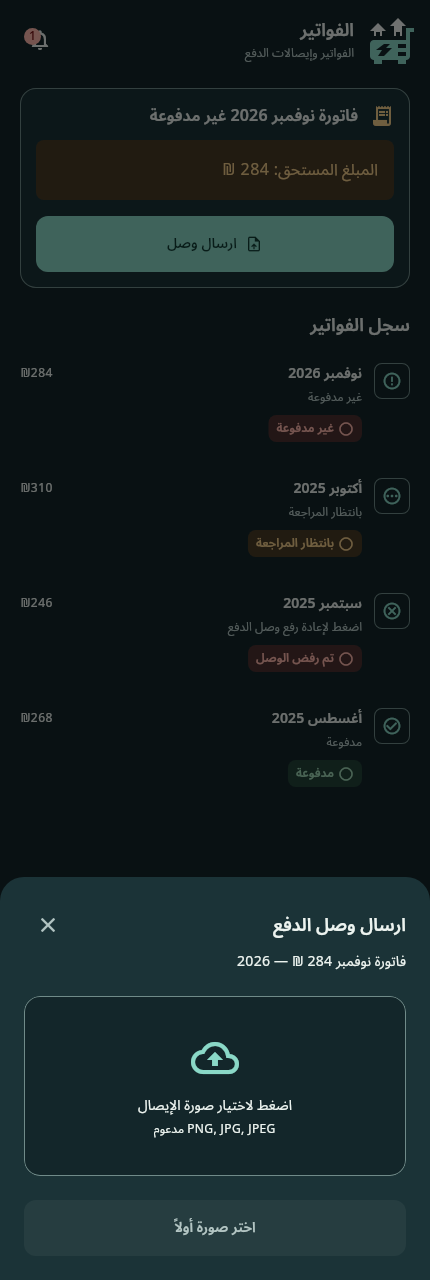 الفواتير
الفواتير وإيصالات الدفع
1
فاتورة نوفمبر 2026 غير مدفوعة
المبلغ المستحق: 284 ₪
ارسال وصل
سجل الفواتير
نوفمبر 2026
₪284
غير مدفوعة
غير مدفوعة
أكتوبر 2025
₪310
بانتظار المراجعة
بانتظار المراجعة
سبتمبر 2025
₪246
اضغط لإعادة رفع وصل الدفع
تم رفض الوصل
أغسطس 2025
₪268
مدفوعة
مدفوعة
ارسال وصل الدفع
فاتورة نوفمبر 284 ₪ — 2026
اضغط لاختيار صورة الإيصال
PNG, JPG, JPEG مدعوم
اختر صورة أولاً